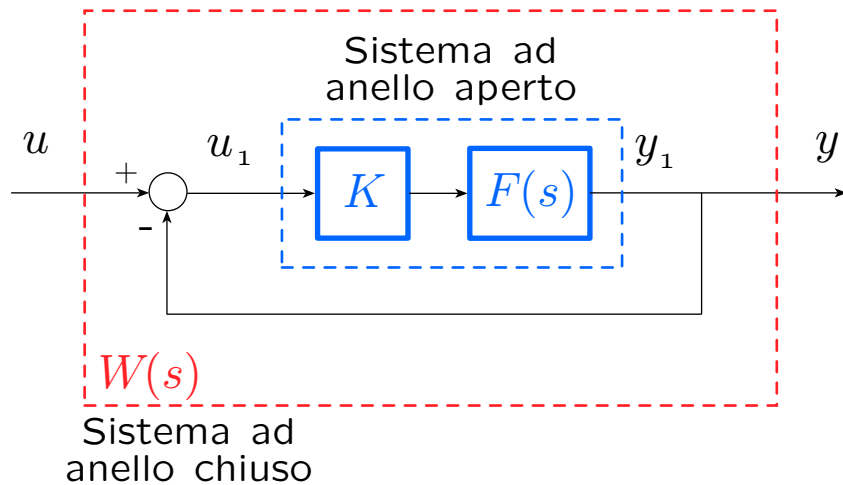 Sistema ad
anello aperto
u
+
-
u₁
K
F(s)
y₁
y
W(s)
Sistema ad
anello chiuso